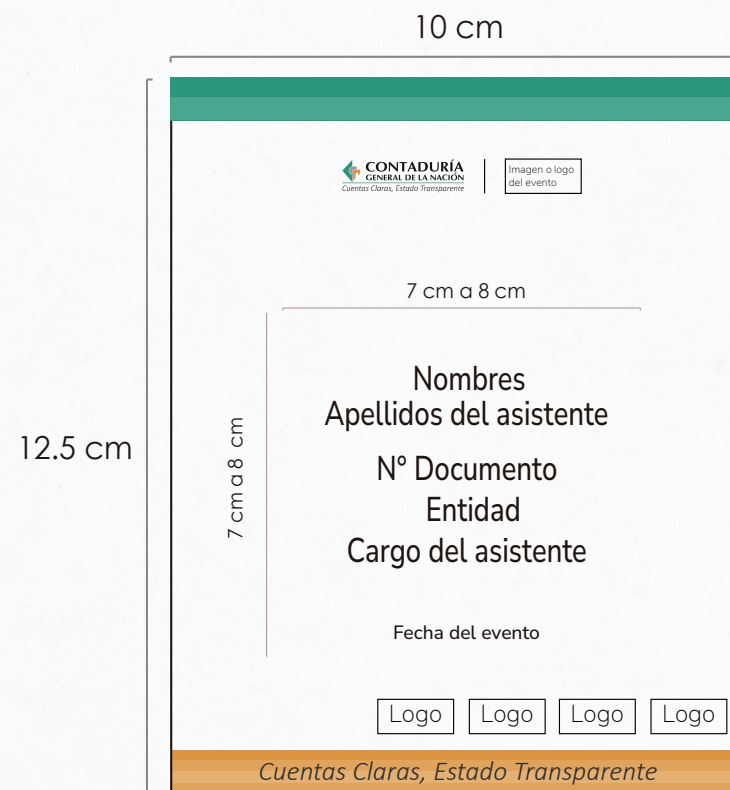 10 cm
CONTADURÍA
GENERAL DE LA NACIÓN
Cuentas Claras, Estado Transparente
Imagen o logo
del evento
7 cm a 8 cm
Nombres
Apellidos del asistente
12.5 cm
7 cm a 8 cm
Nº Documento
Entidad
Cargo del asistente
Fecha del evento
Logo Logo Logo Logo
Cuentas Claras, Estado Transparente